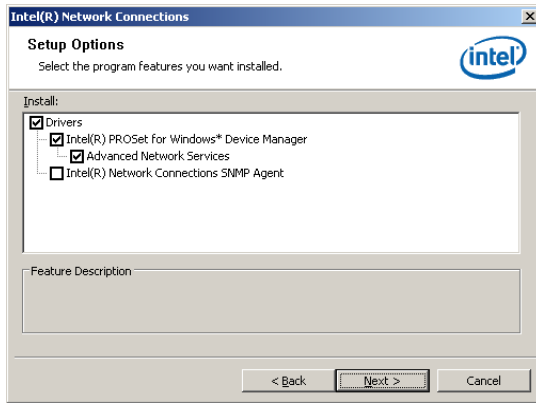 Intel(R) Network Connections
Setup Options
Select the program features you want installed.
intel
Install:
Drivers
Intel(R) PROSet for Windows* Device Manager
Advanced Network Services
Intel(R) Network Connections SNMP Agent
Feature Description
< Back
Next >
Cancel